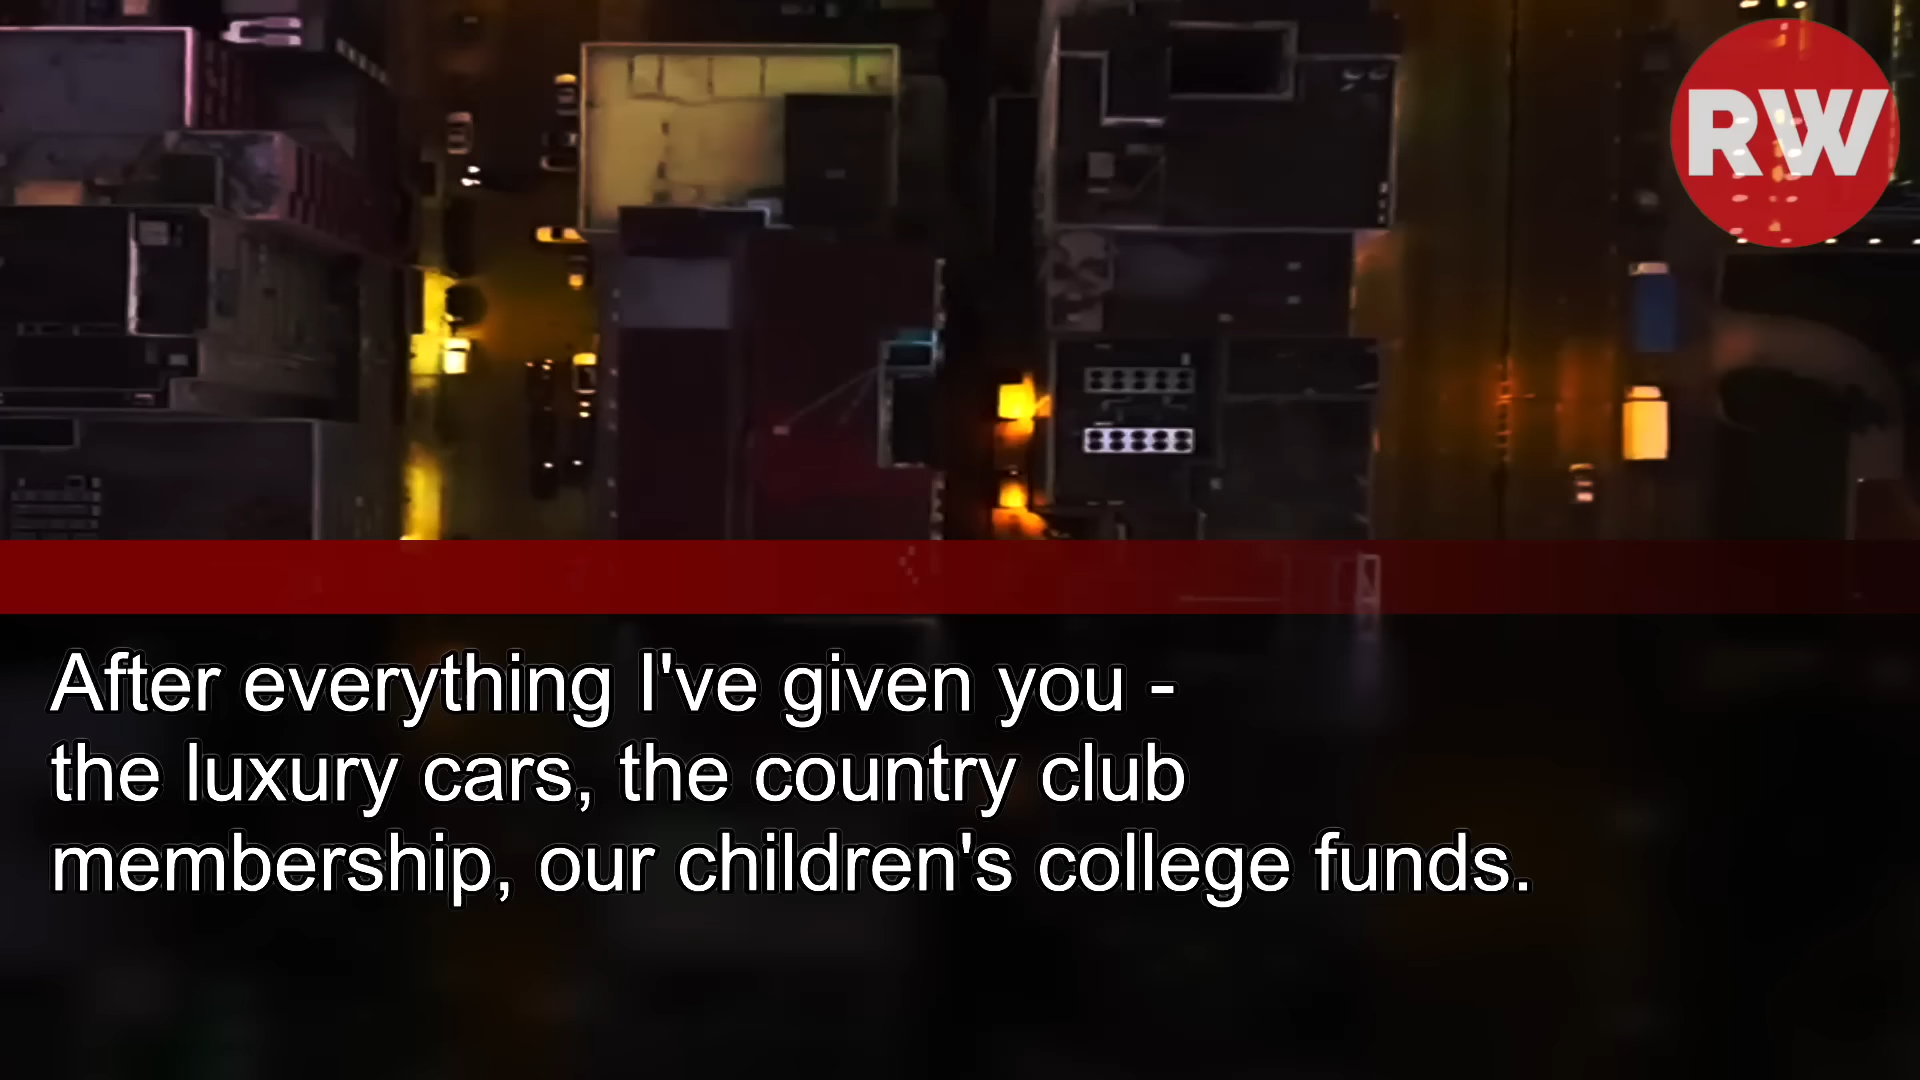 RW
After everything I've given you -
the luxury cars, the country club
membership, our children's college funds.